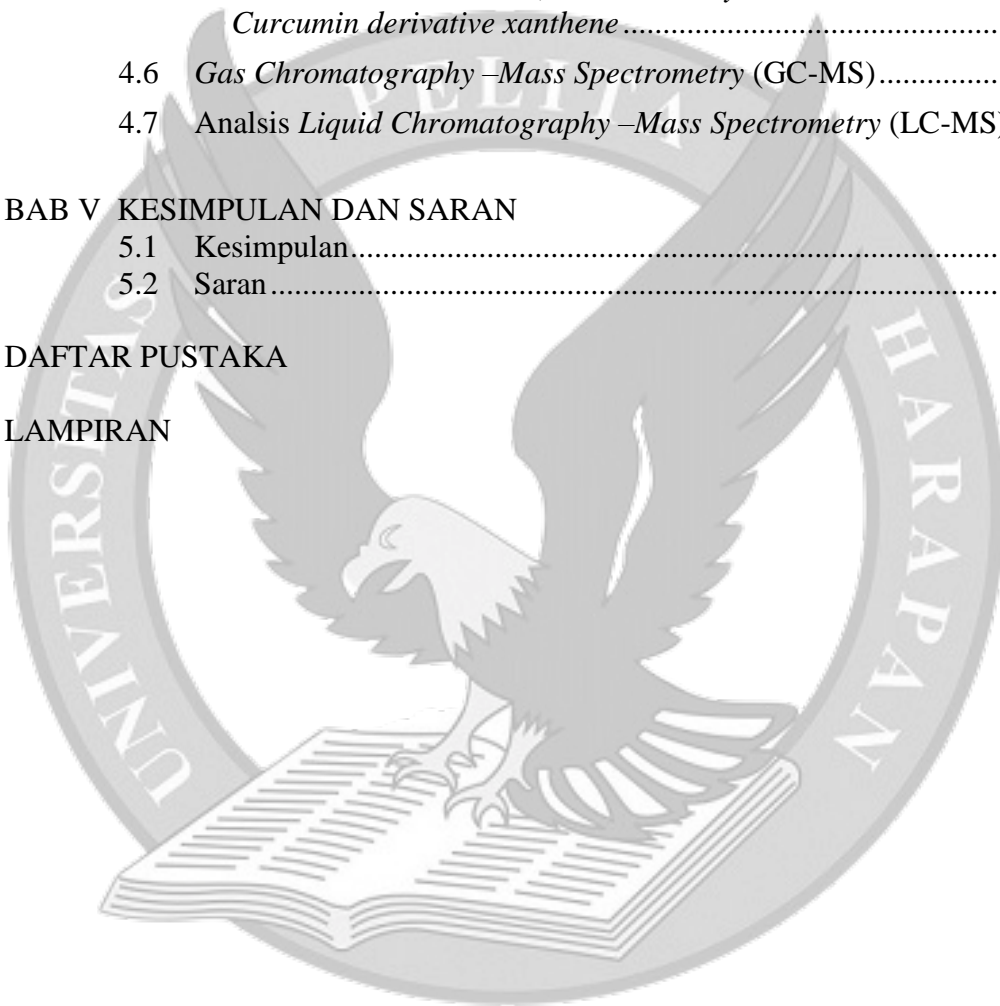 Curcumin derivative xanthene ................................................
4.6 Gas Chromatography –Mass Spectrometry (GC-MS) ................
4.7 Analsis Liquid Chromatography –Mass Spectrometry (LC-MS)
BAB V KESIMPULAN DAN SARAN
5.1 Kesimpulan ................................................................................
5.2 Saran ..........................................................................................
DAFTAR PUSTAKA
LAMPIRAN
UNIVERSITAS PELITA HARAPAN